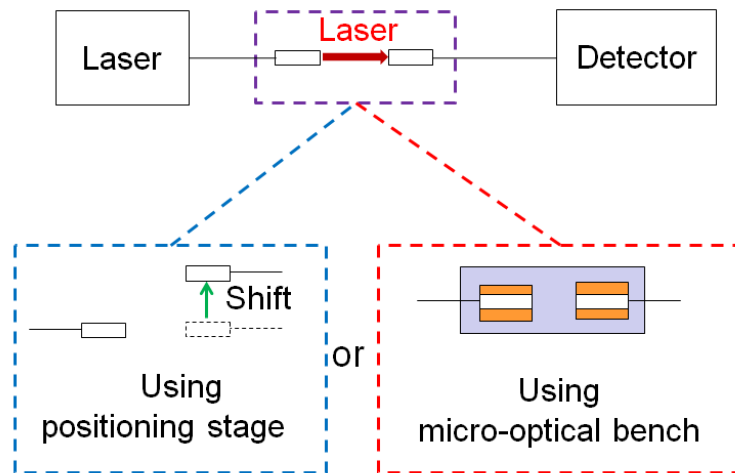 Laser
Laser
Detector
Shift
Using
positioning stage
or
Using
micro-optical bench